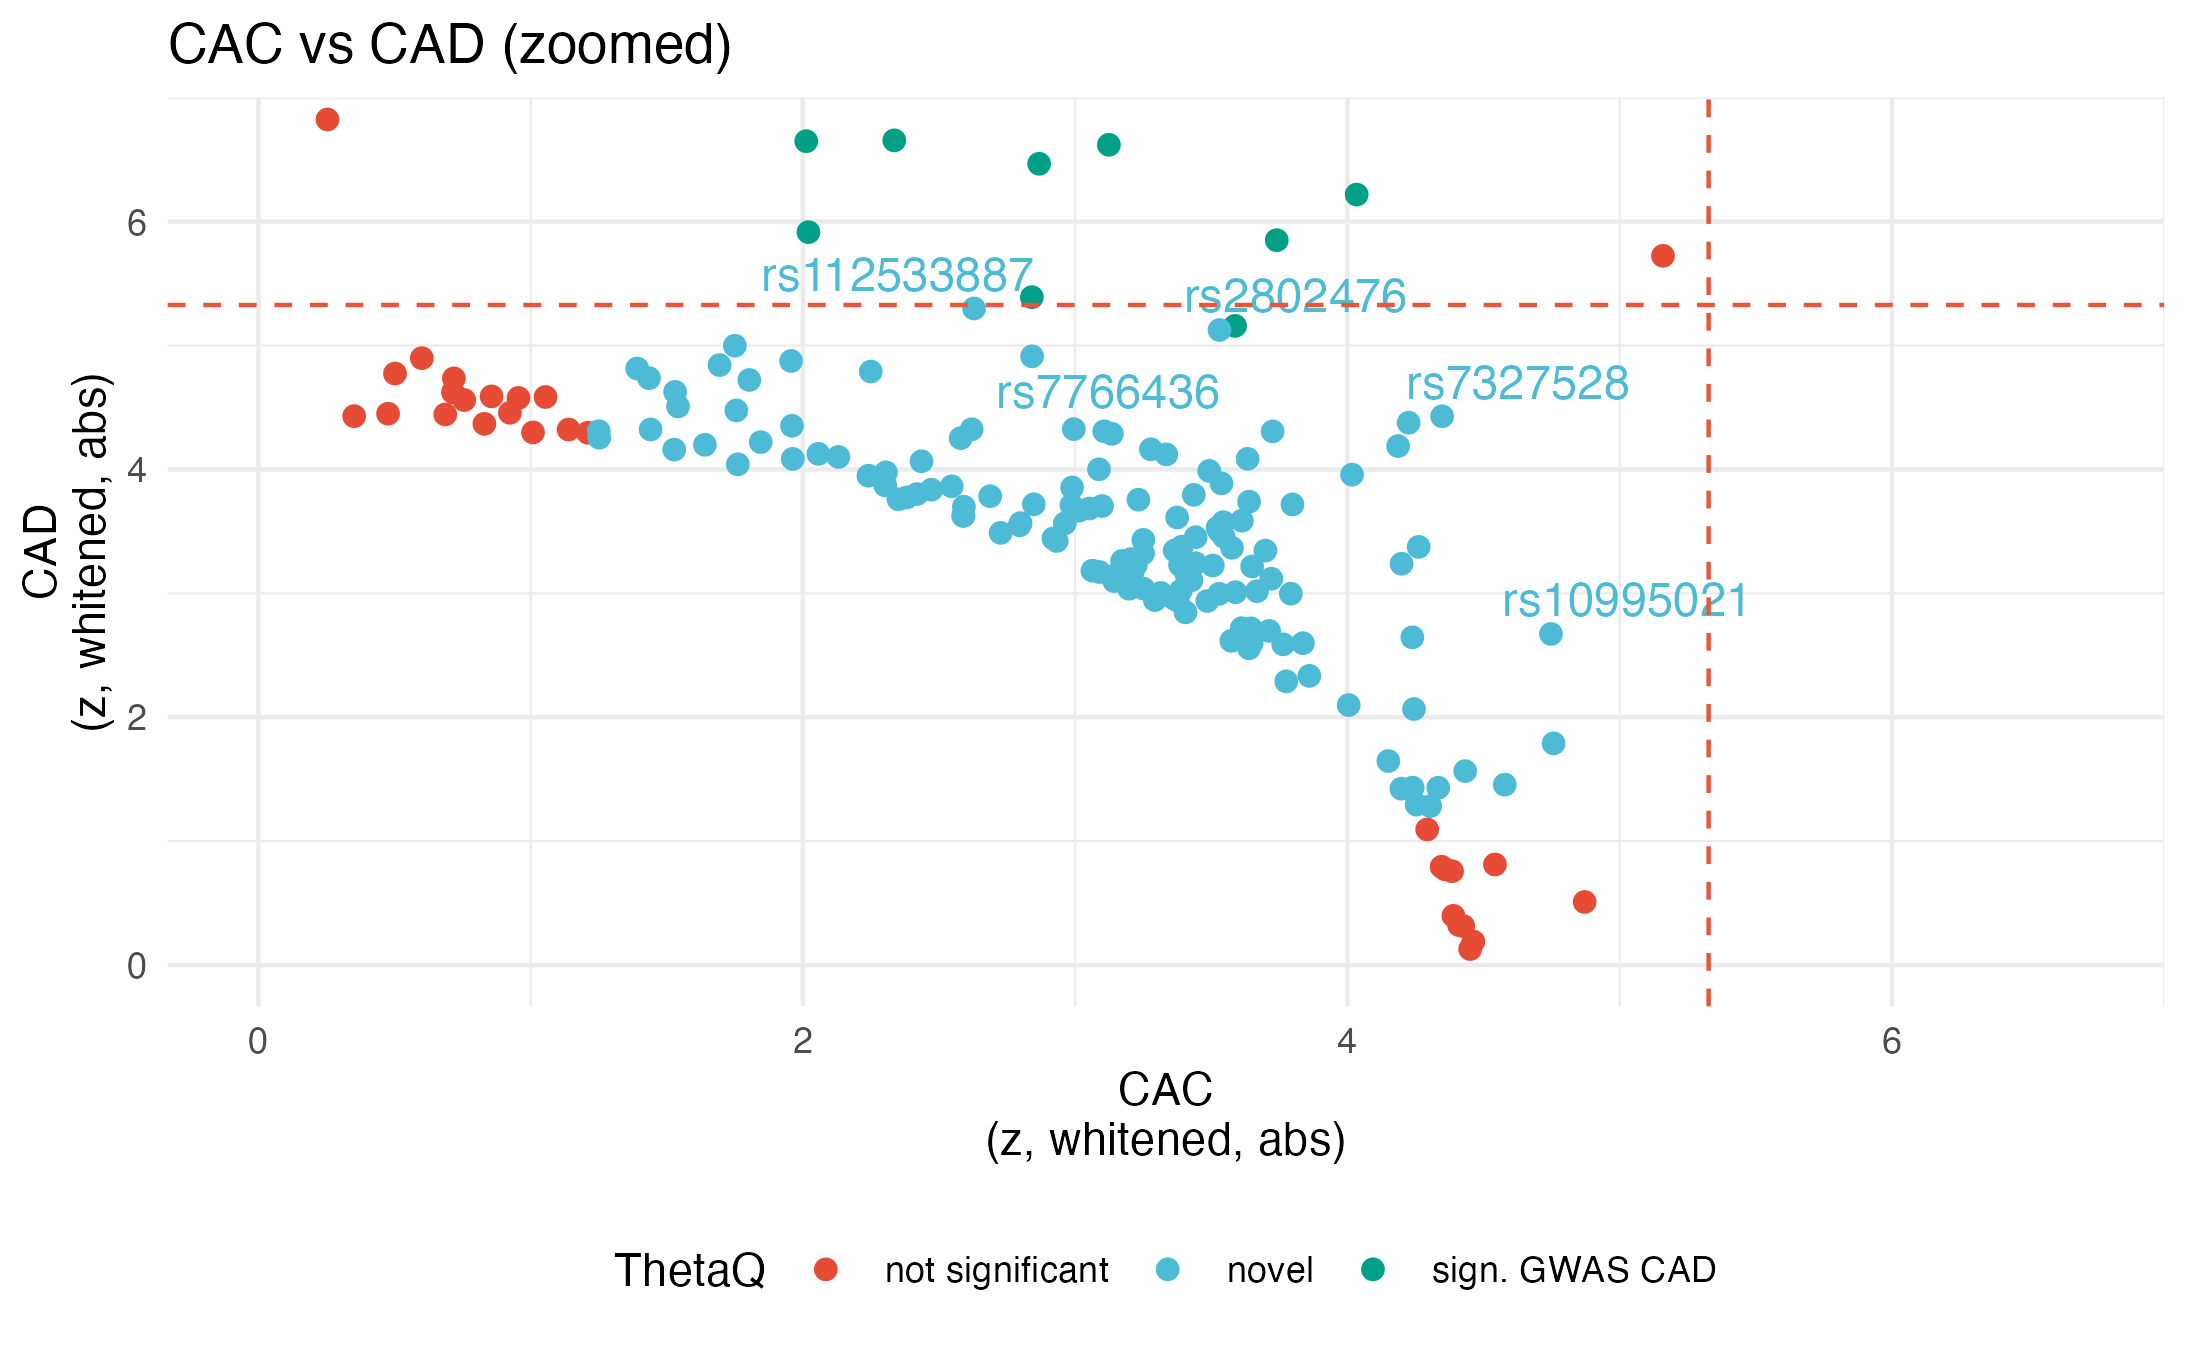 CAC vs CAD (zoomed)
CAD
(z, whitened, abs)
6
4
2
0
rs112533887
rs2802476
rs7766436
rs7327528
rs10995021
0 2 4 6
CAC
(z, whitened, abs)
ThetaQ not significant novel sign. GWAS CAD